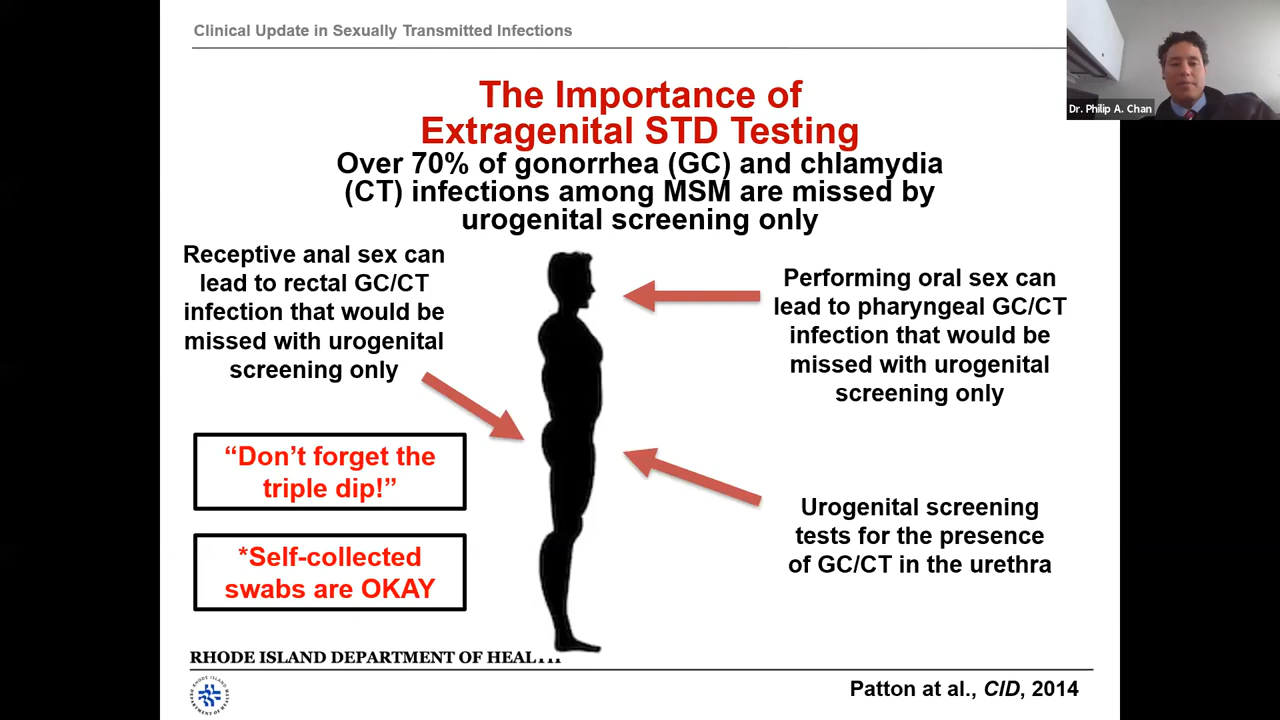 Clinical Update in Sexually Transmitted Infections
Dr. Philip A. Chan
The Importance of
Extragenital STD Testing
Over 70% of gonorrhea (GC) and chlamydia
(CT) infections among MSM are missed by
urogenital screening only
Receptive anal sex can
lead to rectal GC/CT
infection that would be
missed with urogenital
screening only
Performing oral sex can
lead to pharyngeal GC/CT
infection that would be
missed with urogenital
screening only
“Don’t forget the
triple dip!”
*Self-collected
swabs are OKAY
Urogenital screening
tests for the presence
of GC/CT in the urethra
RHODE ISLAND DEPARTMENT OF HEALTH
Patton at al., CID, 2014